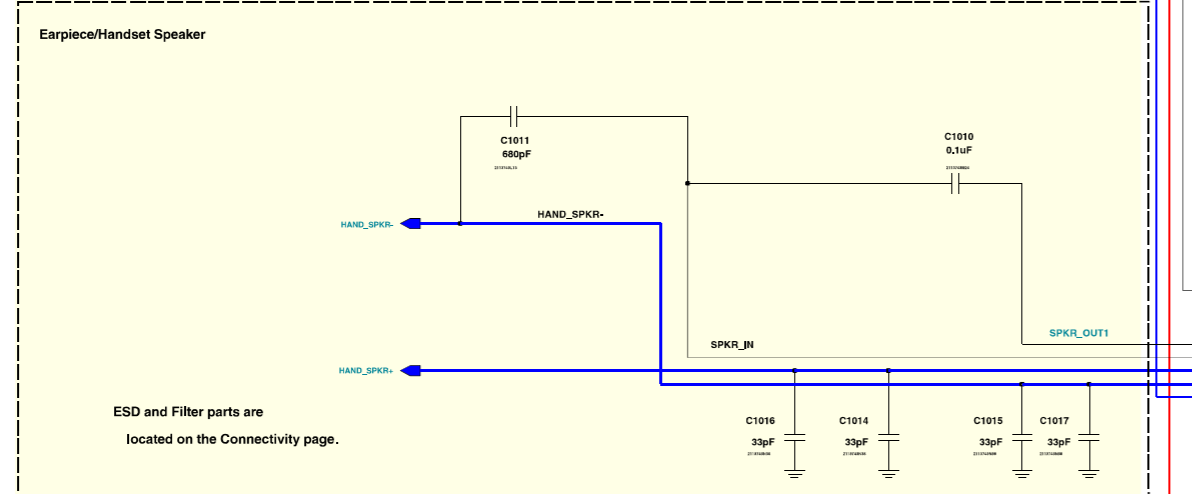 Earpiece/Handset Speaker
C1011
680pF
C1010
0.1uF
HAND_SPKR-
HAND_SPKR-
SPKR_OUT1
SPKR_IN
HAND_SPKR+
ESD and Filter parts are
located on the Connectivity page.
C1016
33pF
C1014
33pF
C1015
33pF
C1017
33pF